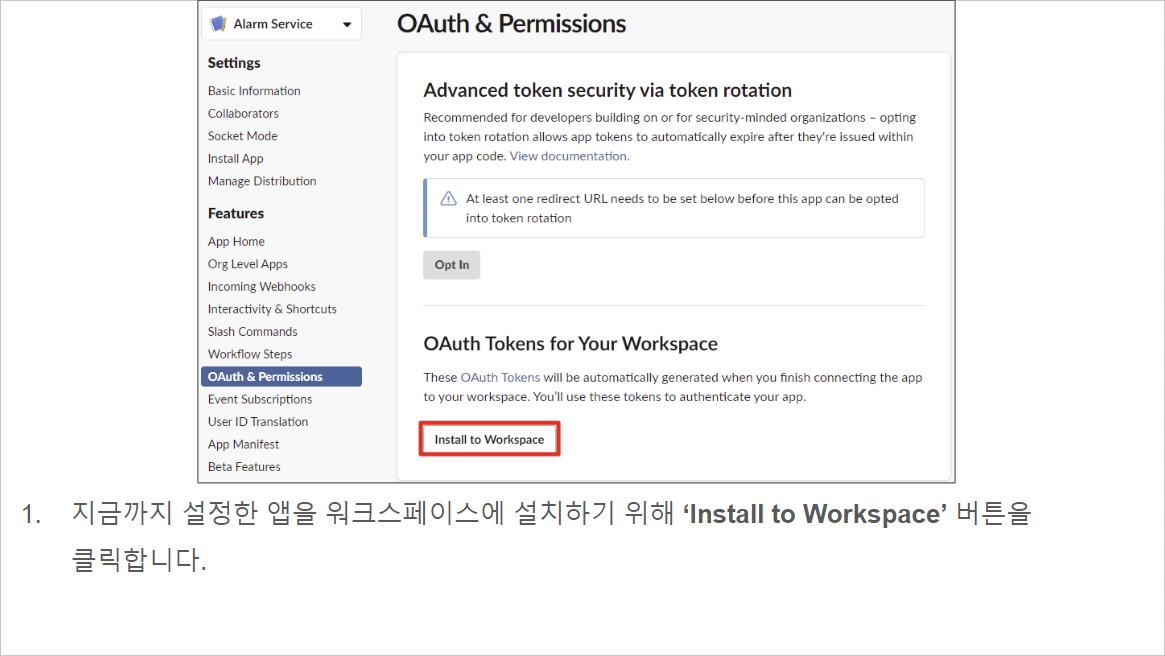 Alarm Service
OAuth & Permissions
Settings
Basic Information
Collaborators
Socket Mode
Install App
Manage Distribution
Features
App Home
Org Level Apps
Incoming Webhooks
Interactivity & Shortcuts
Slash Commands
Workflow Steps
OAuth & Permissions
Event Subscriptions
User ID Translation
App Manifest
Beta Features
Advanced token security via token rotation
Recommended for developers building on or for security-minded organizations – opting
into token rotation allows app tokens to automatically expire after they're issued within
your app code. View documentation.
At least one redirect URL needs to be set below before this app can be opted
into token rotation
Opt In
OAuth Tokens for Your Workspace
These OAuth Tokens will be automatically generated when you finish connecting the app
to your workspace. You’ll use these tokens to authenticate your app.
Install to Workspace
1. 지금까지 설정한 앱을 워크스페이스에 설치하기 위해 ‘Install to Workspace’ 버튼을
클릭합니다.